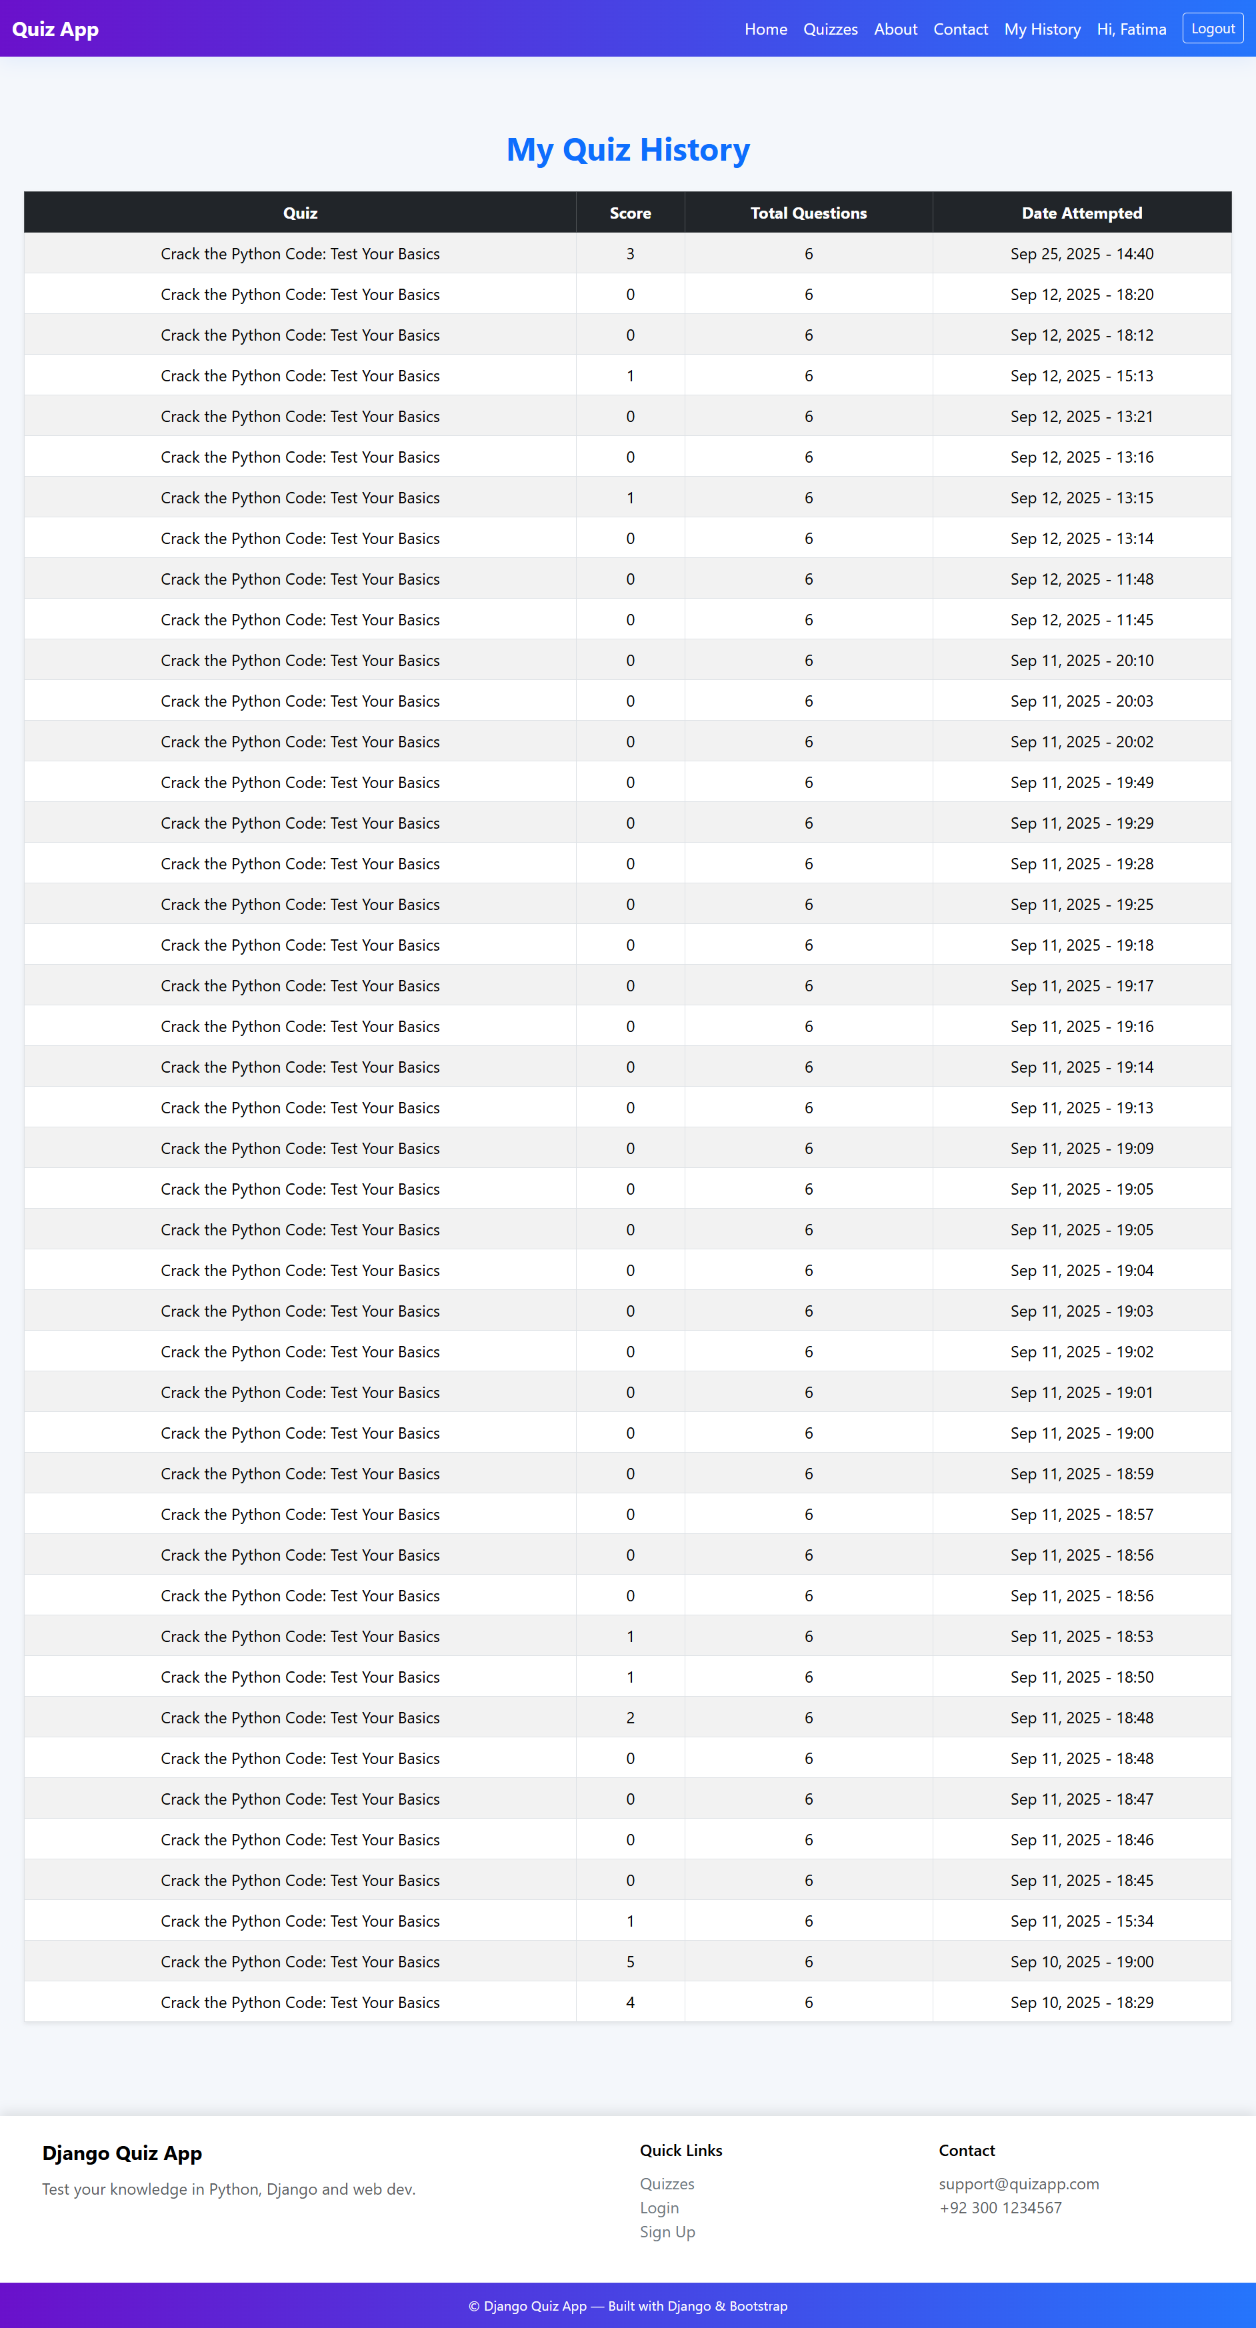 Quiz App Home Quizzes About Contact My History Hi, Fatima Logout
My Quiz History
Quiz Score Total Questions Date Attempted
Crack the Python Code: Test Your Basics 3 6 Sep 25, 2025 - 14:40
Crack the Python Code: Test Your Basics 0 6 Sep 12, 2025 - 18:20
Crack the Python Code: Test Your Basics 0 6 Sep 12, 2025 - 18:12
Crack the Python Code: Test Your Basics 1 6 Sep 12, 2025 - 15:13
Crack the Python Code: Test Your Basics 0 6 Sep 12, 2025 - 13:21
Crack the Python Code: Test Your Basics 0 6 Sep 12, 2025 - 13:16
Crack the Python Code: Test Your Basics 1 6 Sep 12, 2025 - 13:15
Crack the Python Code: Test Your Basics 0 6 Sep 12, 2025 - 13:14
Crack the Python Code: Test Your Basics 0 6 Sep 12, 2025 - 11:48
Crack the Python Code: Test Your Basics 0 6 Sep 12, 2025 - 11:45
Crack the Python Code: Test Your Basics 0 6 Sep 11, 2025 - 20:10
Crack the Python Code: Test Your Basics 0 6 Sep 11, 2025 - 20:03
Crack the Python Code: Test Your Basics 0 6 Sep 11, 2025 - 20:02
Crack the Python Code: Test Your Basics 0 6 Sep 11, 2025 - 19:49
Crack the Python Code: Test Your Basics 0 6 Sep 11, 2025 - 19:29
Crack the Python Code: Test Your Basics 0 6 Sep 11, 2025 - 19:28
Crack the Python Code: Test Your Basics 0 6 Sep 11, 2025 - 19:25
Crack the Python Code: Test Your Basics 0 6 Sep 11, 2025 - 19:18
Crack the Python Code: Test Your Basics 0 6 Sep 11, 2025 - 19:17
Crack the Python Code: Test Your Basics 0 6 Sep 11, 2025 - 19:16
Crack the Python Code: Test Your Basics 0 6 Sep 11, 2025 - 19:14
Crack the Python Code: Test Your Basics 0 6 Sep 11, 2025 - 19:13
Crack the Python Code: Test Your Basics 0 6 Sep 11, 2025 - 19:09
Crack the Python Code: Test Your Basics 0 6 Sep 11, 2025 - 19:05
Crack the Python Code: Test Your Basics 0 6 Sep 11, 2025 - 19:05
Crack the Python Code: Test Your Basics 0 6 Sep 11, 2025 - 19:04
Crack the Python Code: Test Your Basics 0 6 Sep 11, 2025 - 19:03
Crack the Python Code: Test Your Basics 0 6 Sep 11, 2025 - 19:02
Crack the Python Code: Test Your Basics 0 6 Sep 11, 2025 - 19:01
Crack the Python Code: Test Your Basics 0 6 Sep 11, 2025 - 19:00
Crack the Python Code: Test Your Basics 0 6 Sep 11, 2025 - 18:59
Crack the Python Code: Test Your Basics 0 6 Sep 11, 2025 - 18:57
Crack the Python Code: Test Your Basics 0 6 Sep 11, 2025 - 18:56
Crack the Python Code: Test Your Basics 0 6 Sep 11, 2025 - 18:56
Crack the Python Code: Test Your Basics 1 6 Sep 11, 2025 - 18:53
Crack the Python Code: Test Your Basics 1 6 Sep 11, 2025 - 18:50
Crack the Python Code: Test Your Basics 2 6 Sep 11, 2025 - 18:48
Crack the Python Code: Test Your Basics 0 6 Sep 11, 2025 - 18:48
Crack the Python Code: Test Your Basics 0 6 Sep 11, 2025 - 18:47
Crack the Python Code: Test Your Basics 0 6 Sep 11, 2025 - 18:46
Crack the Python Code: Test Your Basics 0 6 Sep 11, 2025 - 18:45
Crack the Python Code: Test Your Basics 1 6 Sep 11, 2025 - 15:34
Crack the Python Code: Test Your Basics 5 6 Sep 10, 2025 - 19:00
Crack the Python Code: Test Your Basics 4 6 Sep 10, 2025 - 18:29
Django Quiz App
Test your knowledge in Python, Django and web dev.
Quick Links
Quizzes
Login
Sign Up
Contact
support@quizapp.com
+92 300 1234567
© Django Quiz App — Built with Django & Bootstrap